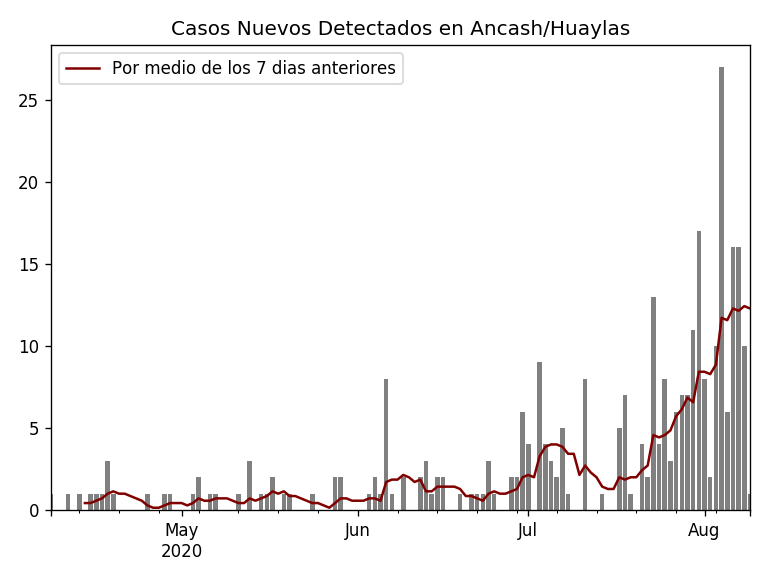 Casos Nuevos Detectados en Ancash/Huaylas
Por medio de los 7 dias anteriores
25
20
15
10
5
0
May
2020
Jun
Jul
Aug